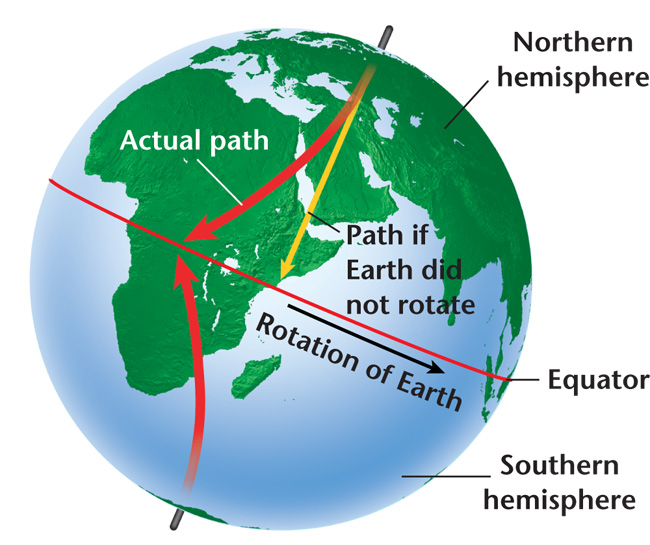 Northern
hemisphere
Actual path
Path if
Earth did
not rotate
Rotation of Earth
Equator
Southern
hemisphere